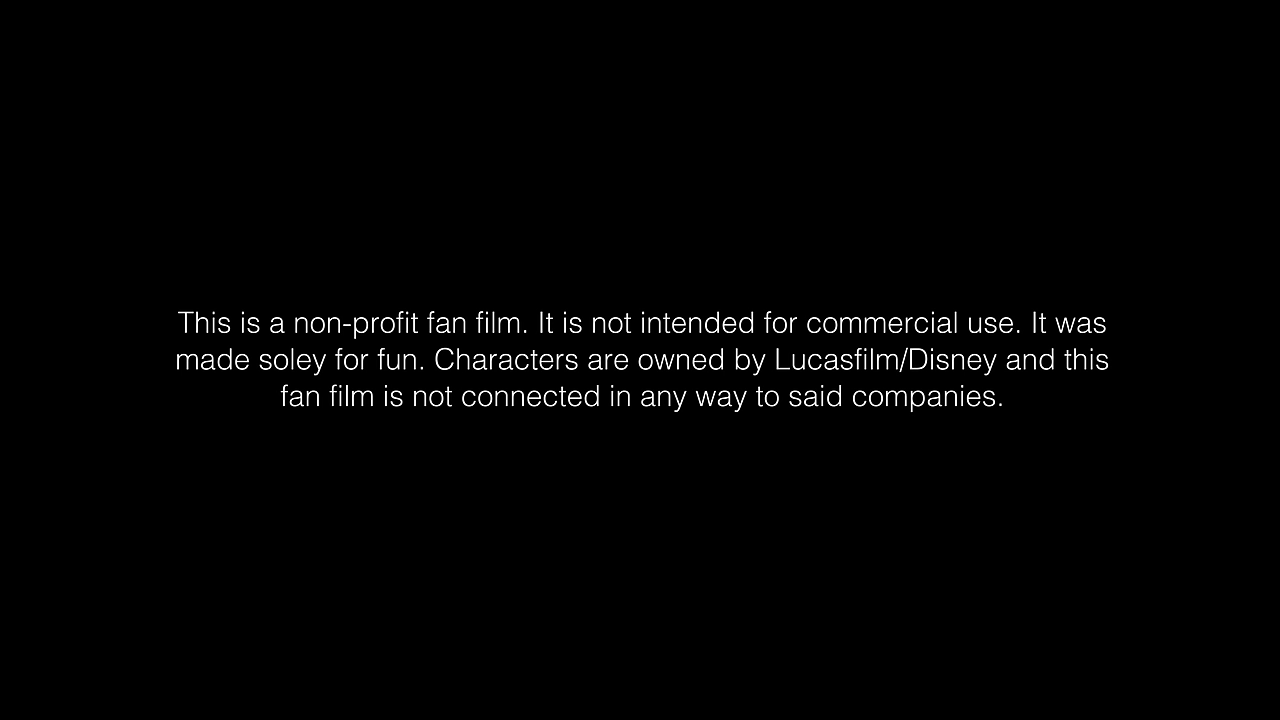 This is a non-profit fan film. It is not intended for commercial use. It was
made soley for fun. Characters are owned by Lucasfilm/Disney and this
fan film is not connected in any way to said companies.